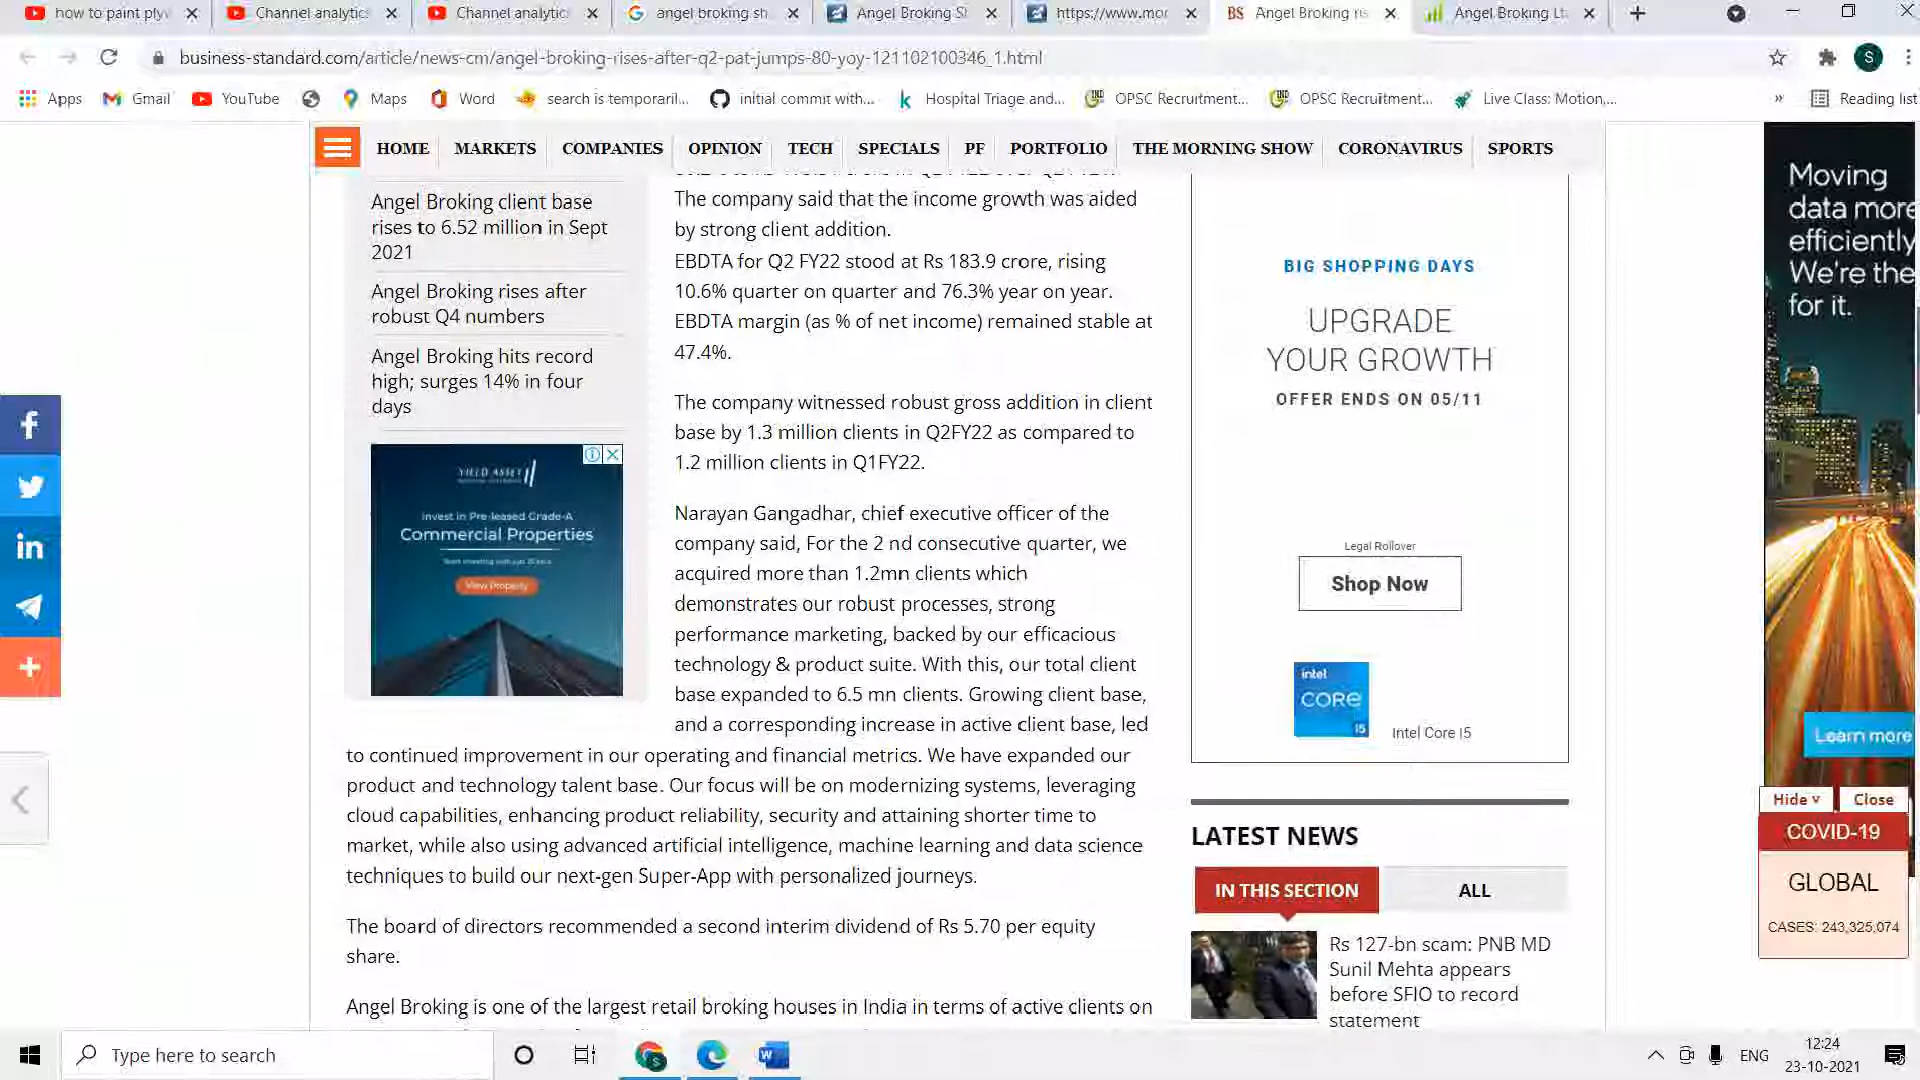 how to paint plyw
Channel analytic
Channel analytic
angel broking sh
Angel Broking S
https://www.mor
BS Angel Broking ris
Angel Broking Lt
business-standard.com/article/news-cm/angel-broking-rises-after-q2-pat-jumps-80-yoy-121102100346_1.html
S
Apps
Gmail
YouTube
Maps
Word
search is temporaril...
initial commit with...
Hospital Triage and...
OPSC Recruitment...
OPSC Recruitment...
Live Class: Motion,...
»
Reading list
HOME MARKETS COMPANIES OPINION TECH SPECIALS PF PORTFOLIO THE MORNING SHOW CORONAVIRUS SPORTS
Angel Broking client base
rises to 6.52 million in Sept
2021
Angel Broking rises after
robust Q4 numbers
Angel Broking hits record
high; surges 14% in four
days
YIELD ASSET
Invest in Pre-leased Grade-A
Commercial Properties
View Property
The company said that the income growth was aided
by strong client addition.
EBDTA for Q2 FY22 stood at Rs 183.9 crore, rising
10.6% quarter on quarter and 76.3% year on year.
EBDTA margin (as % of net income) remained stable at
47.4%.
The company witnessed robust gross addition in client
base by 1.3 million clients in Q2FY22 as compared to
1.2 million clients in Q1FY22.
Narayan Gangadhar, chief executive officer of the
company said, For the 2 nd consecutive quarter, we
acquired more than 1.2mn clients which
demonstrates our robust processes, strong
performance marketing, backed by our efficacious
technology & product suite. With this, our total client
base expanded to 6.5 mn clients. Growing client base,
and a corresponding increase in active client base, led
to continued improvement in our operating and financial metrics. We have expanded our
product and technology talent base. Our focus will be on modernizing systems, leveraging
cloud capabilities, enhancing product reliability, security and attaining shorter time to
market, while also using advanced artificial intelligence, machine learning and data science
techniques to build our next-gen Super-App with personalized journeys.
The board of directors recommended a second interim dividend of Rs 5.70 per equity
share.
Angel Broking is one of the largest retail broking houses in India in terms of active clients on
BIG SHOPPING DAYS
UPGRADE
YOUR GROWTH
OFFER ENDS ON 05/11
Legal Rollover
Shop Now
intel
CORE
i5
Intel Core i5
LATEST NEWS
IN THIS SECTION
ALL
Rs 127-bn scam: PNB MD
Sunil Mehta appears
before SFIO to record
statement
Moving
data more
efficiently
We're the
for it.
Learn more
Hide v
Close
COVID-19
GLOBAL
CASES: 243,325,074
Type here to search
ENG
12:24
23-10-2021